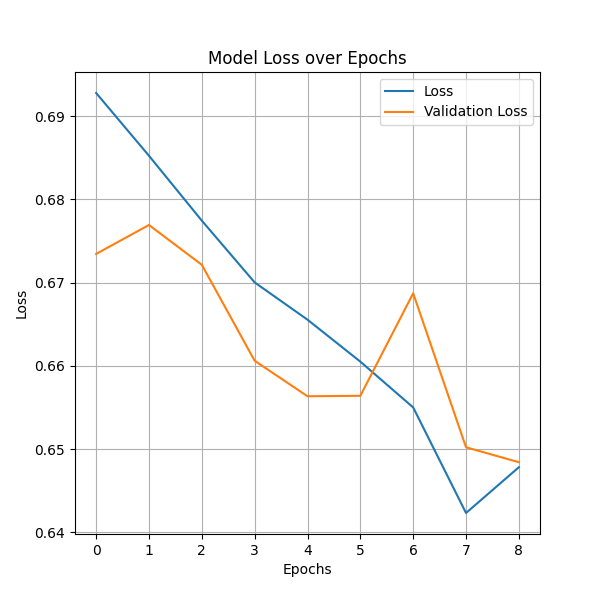 Model Loss over Epochs
Loss
Validation Loss
0.69
0.68
0.67
0.66
0.65
0.64
Loss
0 1 2 3 4 5 6 7 8
Epochs